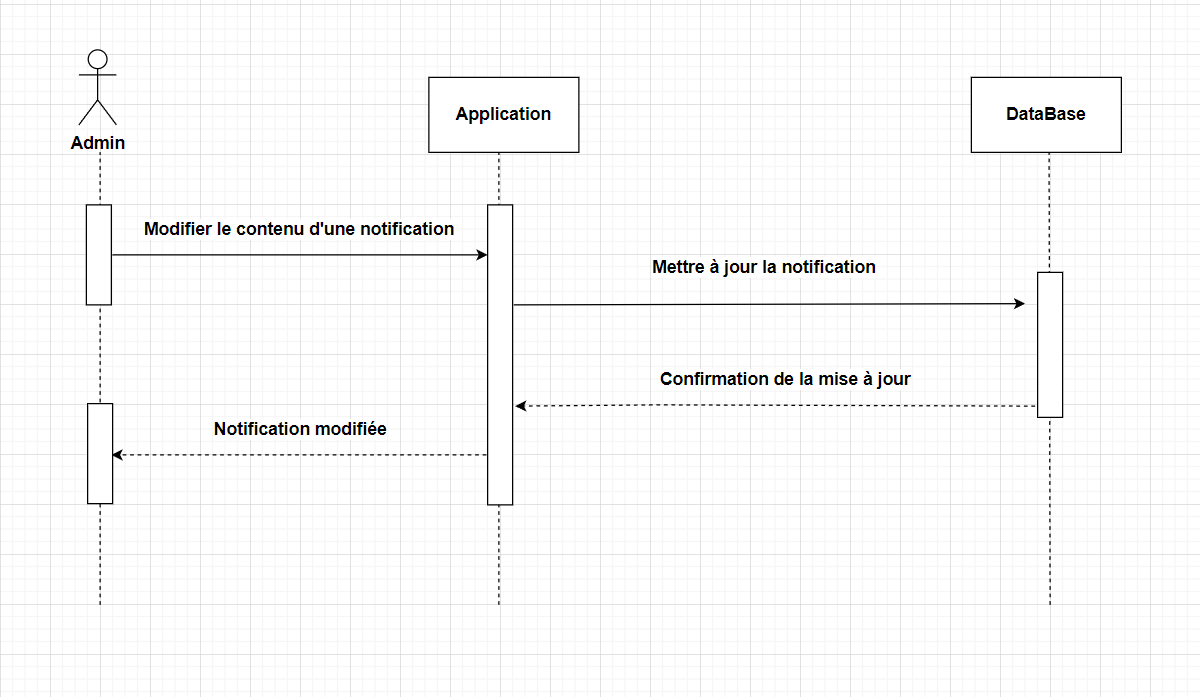 Admin
Application
DataBase
Modifier le contenu d'une notification
Mettre à jour la notification
Confirmation de la mise à jour
Notification modifiée